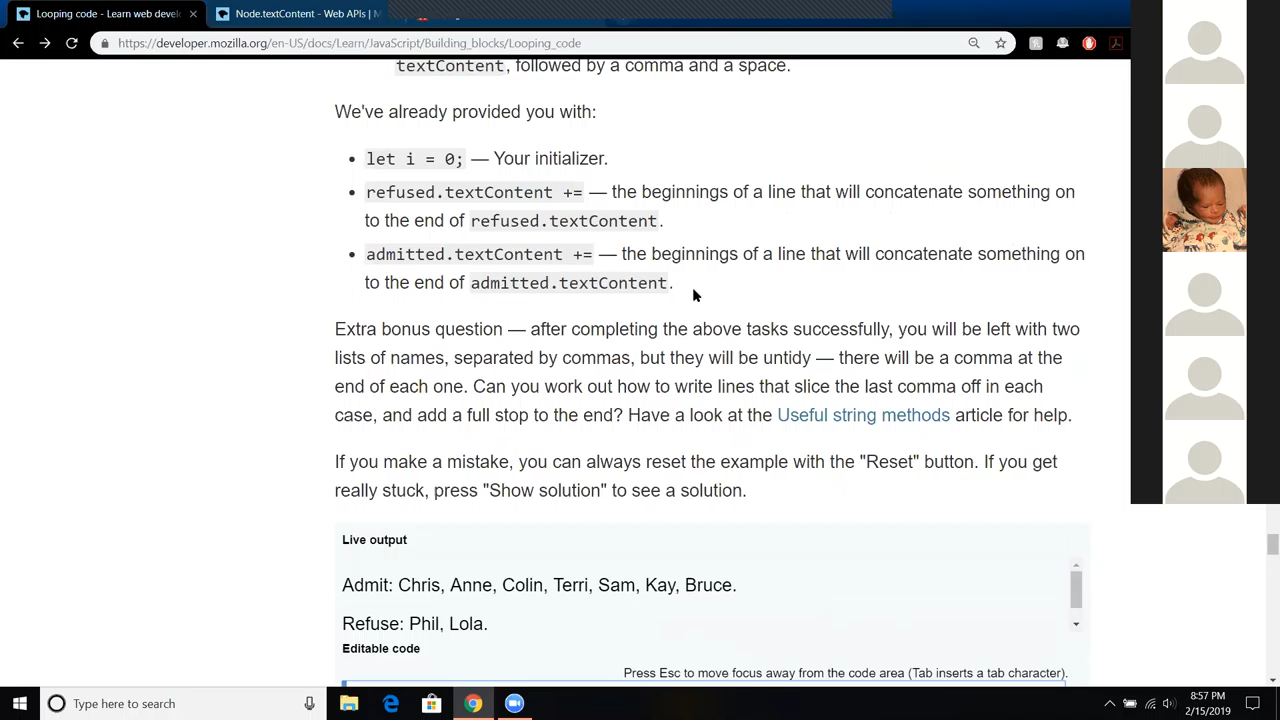 Looping code - Learn web develo
Node.textContent - Web APIs | M
https://developer.mozilla.org/en-US/docs/Learn/JavaScript/Building_blocks/Looping_code
textContent, followed by a comma and a space.
We've already provided you with:
• let i = 0; — Your initializer.
• refused.textContent += — the beginnings of a line that will concatenate something on
to the end of refused.textContent.
• admitted.textContent += — the beginnings of a line that will concatenate something on
to the end of admitted.textContent.
Extra bonus question — after completing the above tasks successfully, you will be left with two
lists of names, separated by commas, but they will be untidy — there will be a comma at the
end of each one. Can you work out how to write lines that slice the last comma off in each
case, and add a full stop to the end? Have a look at the Useful string methods article for help.
If you make a mistake, you can always reset the example with the "Reset" button. If you get
really stuck, press "Show solution" to see a solution.
Live output
Admit: Chris, Anne, Colin, Terri, Sam, Kay, Bruce.
Refuse: Phil, Lola.
Editable code
Press Esc to move focus away from the code area (Tab inserts a tab character).
Type here to search
8:57 PM
2/15/2019